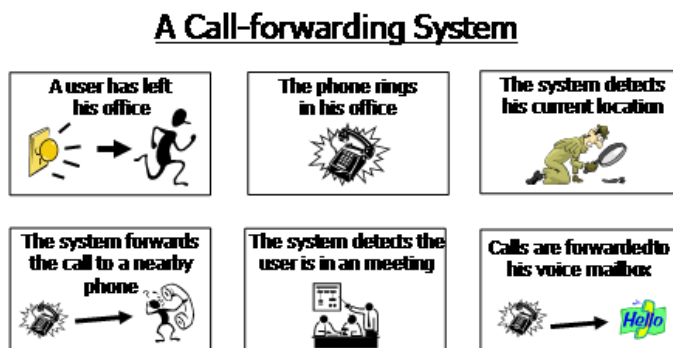 A Call-forwarding System
A user has left
his office
The phone rings
in his office
The system detects
his current location
The system forwards
the call to a nearby
phone
The system detects the
user is in an meeting
Calls are forwardedto
his voice mailbox
Hello